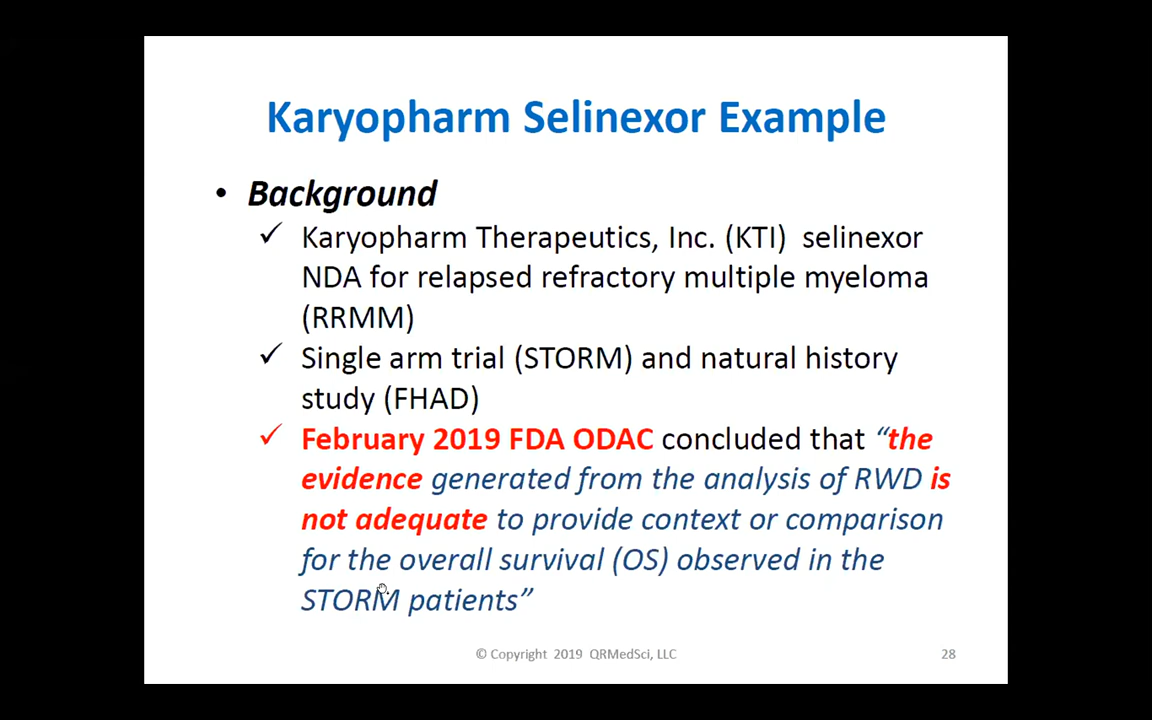 Karyopharm Selinexor Example
• Background
✓ Karyopharm Therapeutics, Inc. (KTI) selinexor
NDA for relapsed refractory multiple myeloma
(RRMM)
✓ Single arm trial (STORM) and natural history
study (FHAD)
✓ February 2019 FDA ODAC concluded that “the
evidence generated from the analysis of RWD is
not adequate to provide context or comparison
for the overall survival (OS) observed in the
STORM patients”
© Copyright 2019 QRMedSci, LLC
28